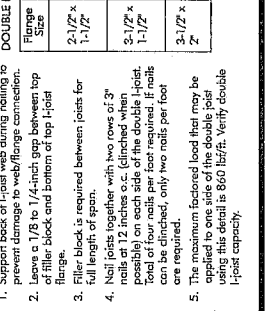 1. Support back of I-joist web during nailing to
prevent damage to web/flange connection.
2. Leave a 1/8 to 1/4-inch gap between top
of filler block and bottom of top I-joist
flange.
3. Filler block is required between joists for
full length of span.
4. Nail joists together with two rows of 3"
nails at 12 inches o.c. (clinched when
possible) on each side of the double I-joist.
Total of four nails per foot required. If nails
can be clinched, only two nails per foot
are required.
5. The maximum factored load that may be
applied to one side of the double joist
using this detail is 860 lbf/ft. Verify double
I-joist capacity.
DOUBLE
Flange
Size
2-1/2" x
1-1/2"
3-1/2" x
1-1/2"
3-1/2" x
2"